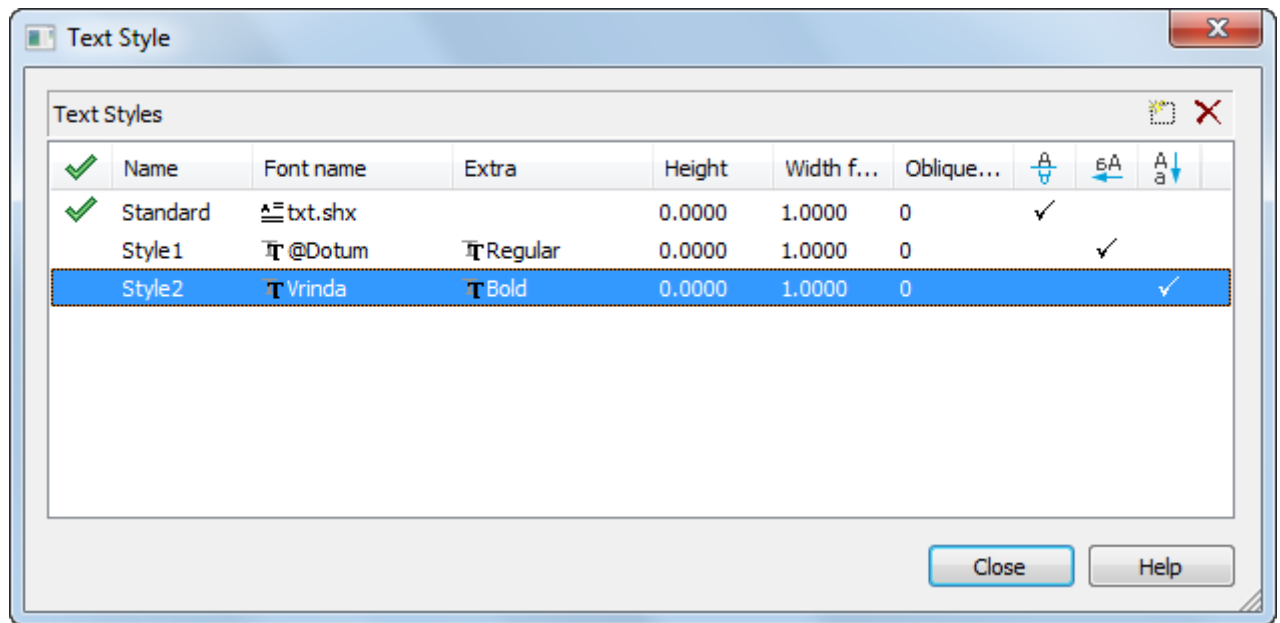 Text Style
Text Styles
Name Font name Extra Height Width f... Oblique...
Standard txt.shx 0.0000 1.0000 0
Style1 @Dotum Regular 0.0000 1.0000 0
Style2 Vrinda Bold 0.0000 1.0000 0
Close Help